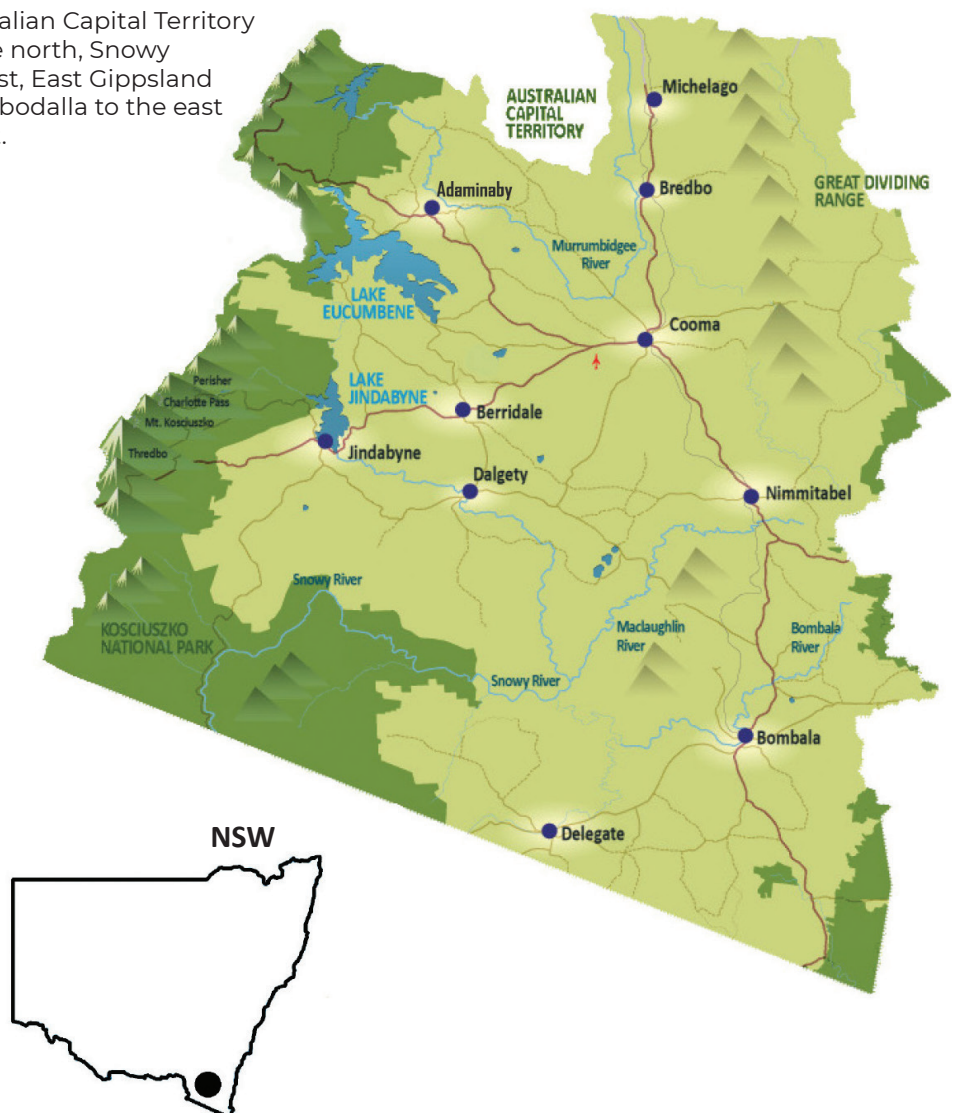 alian Capital Territory
north, Snowy
East Gippsland
bodalla to the east
Michelago
AUSTRALIAN
CAPITAL
TERRITORY
Bredbo
GREAT DIVIDING
RANGE
Adaminaby
Murrumbidgee
River
LAKE
EUCUMBENE
Cooma
Perisher
Charlotte Pass
Mt. Kosciuszko
Thredbo
LAKE
JINDABYNE
Berridale
Jindabyne
Dalgety
Nimmitabel
Snowy River
KOSCIUSZKO
NATIONAL PARK
Maclaughlin
River
Bombala
River
Snowy River
Bombala
Delegate
NSW